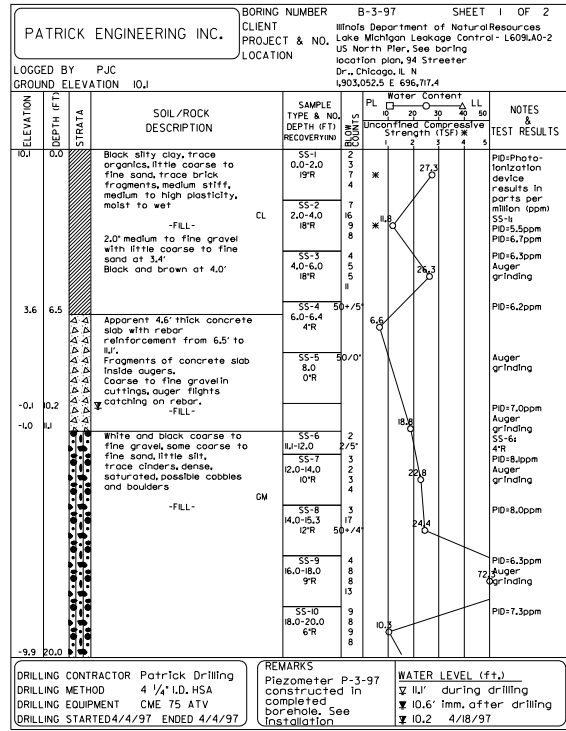 PATRICK ENGINEERING INC.
BORING NUMBER B-3-97 SHEET 1 OF 2
CLIENT Illinois Department of Natural Resources
PROJECT & NO. Lake Michigan Leakage Control - L609LA0-2
LOCATION US North Pier, See boring
location plan, 94 Streeter
Dr., Chicago, IL N
1,903,052.5 E 696,717.4
LOGGED BY PJC
GROUND ELEVATION 10.1
ELEVATION
DEPTH (FT)
STRATA
SOIL/ROCK
DESCRIPTION
SAMPLE
TYPE & NO.
DEPTH (FT)
RECOVERY(IN)
BLOW
COUNTS
Water Content
PL LL
10 20 30 40
Unconfined Compressive
Strength (TSF) ✱
1 2 3 4 5
NOTES
&
TEST RESULTS
10.1 0.0
Black silty clay, trace
organics, little coarse to
fine sand, trace brick
fragments, medium stiff,
medium to high plasticity,
moist to wet
CL
-FILL-
2.0" medium to fine gravel
with little coarse to fine
sand at 3.4'
Black and brown at 4.0'
3.6 6.5
Apparent 4.6' thick concrete
slab with rebar
reinforcement from 6.5' to
11.1'.
Fragments of concrete slab
inside augers.
Coarse to fine gravel in
cuttings, auger flights
catching on rebar.
-FILL-
-0.1 10.2
-1.0 11.1
White and black coarse to
fine gravel, some coarse to
fine sand, little silt,
trace cinders, dense,
saturated, possible cobbles
and boulders
GM
-FILL-
-9.9 20.0
SS-1
0.0-2.0
19"R
2
3
7
4
SS-2
2.0-4.0
18"R
7
16
9
8
SS-3
4.0-6.0
18"R
4
5
5
11
SS-4
6.0-6.4
4"R
50+/5"
SS-5
8.0
0"R
50/0"
SS-6
11.1-12.0
2
2/5"
SS-7
12.0-14.0
10"R
3
2
3
4
SS-8
14.0-15.3
12"R
3
17
50+/4"
SS-9
16.0-18.0
9"R
4
8
8
13
SS-10
18.0-20.0
6"R
9
8
9
8
27.3
11.8
26.3
6.6
18.8
22.8
24.4
10.3
PID=Photo-
ionization
device
results in
parts per
million (ppm)
SS-1:
PID=5.5ppm
PID=6.7ppm
PID=6.3ppm
Auger
grinding
PID=6.2ppm
Auger
grinding
PID=7.0ppm
Auger
grinding
SS-6:
4"R
PID=8.1ppm
Auger
grinding
PID=8.0ppm
PID=6.3ppm
Auger
grinding
PID=7.3ppm
DRILLING CONTRACTOR Patrick Drilling
DRILLING METHOD 4 1/4" I.D. HSA
DRILLING EQUIPMENT CME 75 ATV
DRILLING STARTED 4/4/97 ENDED 4/4/97
REMARKS
Piezometer P-3-97
constructed in
completed
borehole. See
installation
WATER LEVEL (ft.)
11.1' during drilling
10.6' imm. after drilling
10.2 4/18/97